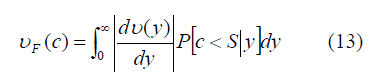 υ_F(c) = ∫_0^∞ |dυ(y)/dy| P[c < S|y]dy (13)